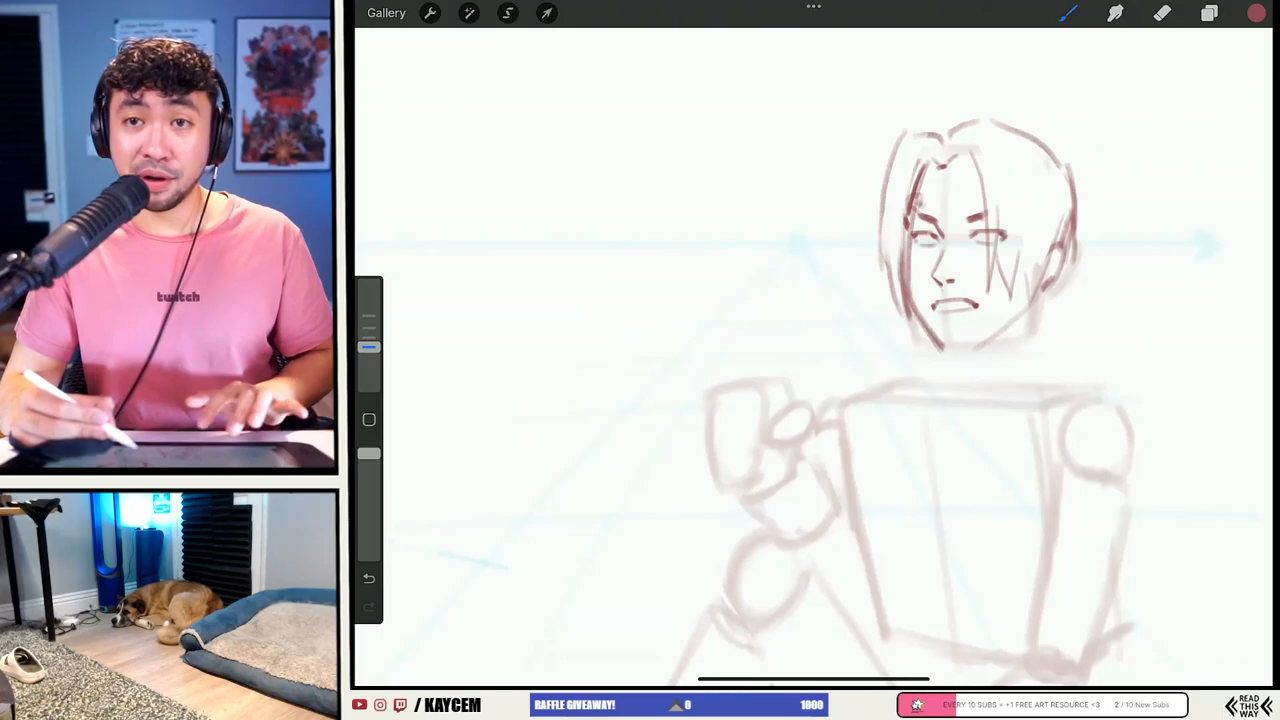 Gallery
twitch
/ KAYCEM
RAFFLE GIVEAWAY!
0
1000
EVERY 10 SUBS = +1 FREE ART RESOURCE <3
2 / 10 New Subs
READ
THIS
WAY